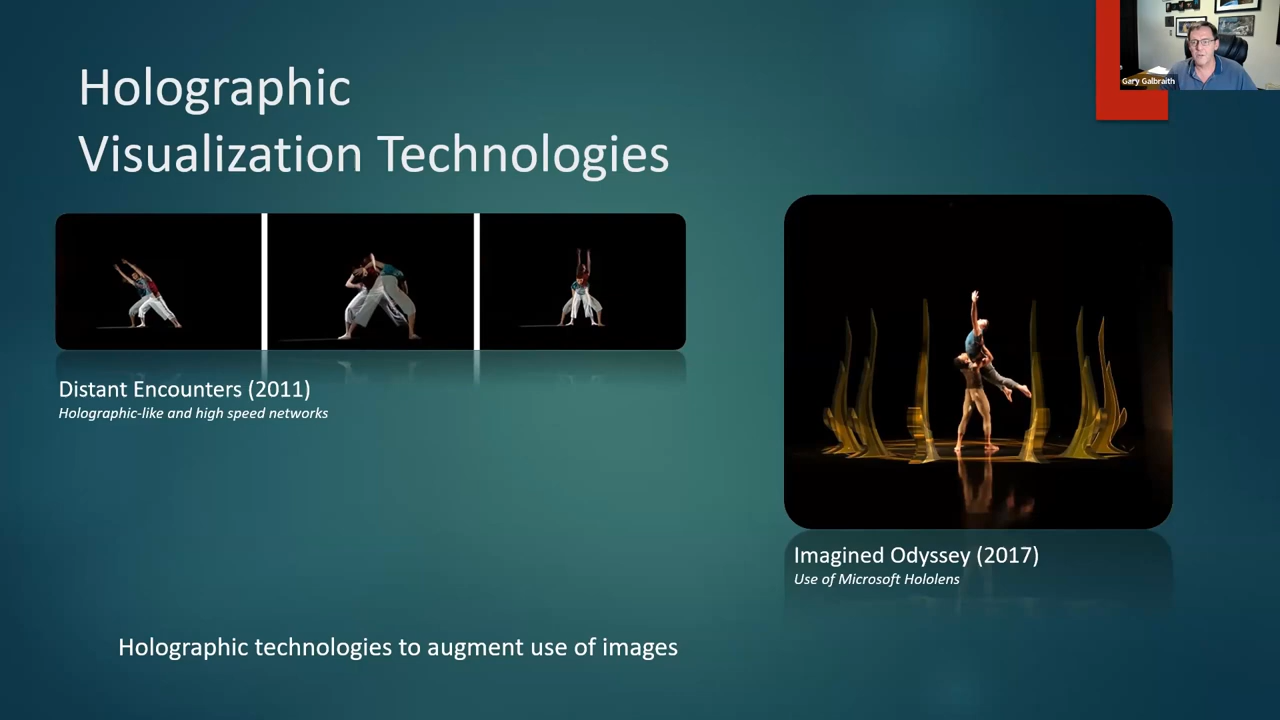 Holographic
Visualization Technologies
Gary Galbraith
Distant Encounters (2011)
Holographic-like and high speed networks
Imagined Odyssey (2017)
Use of Microsoft Hololens
Holographic technologies to augment use of images